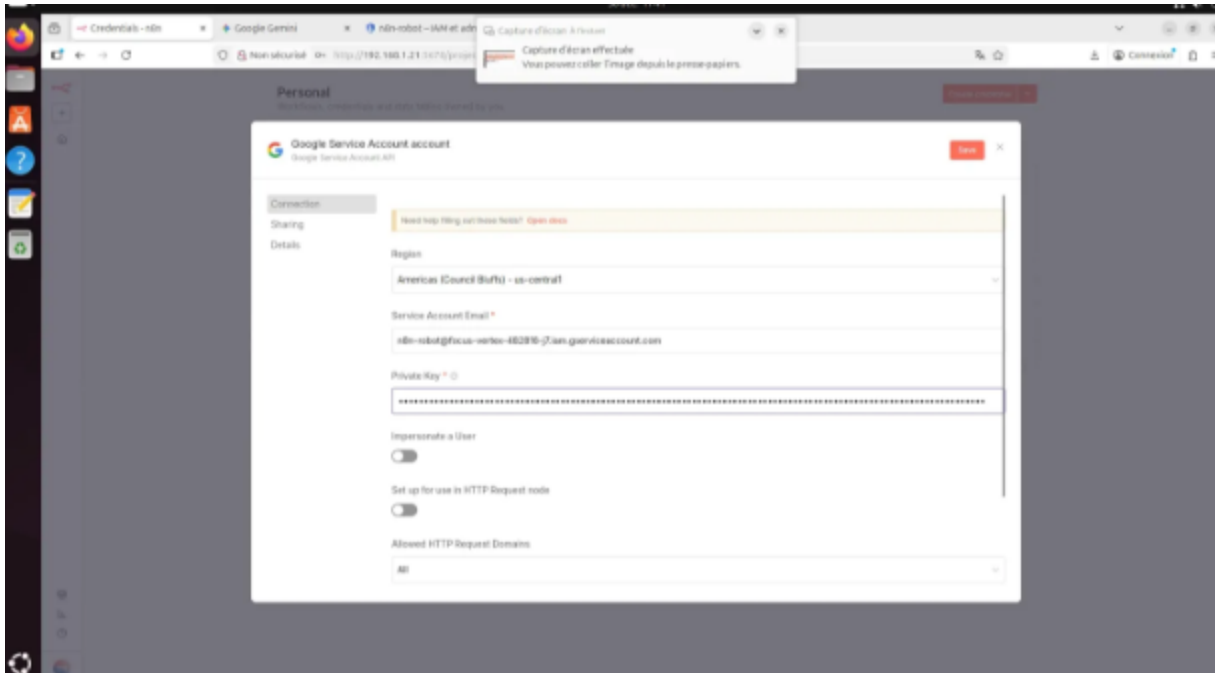 Credentials - n8n
Google Gemini
n8n-robot – IAM et adm
Capture d'écran
Capture d'écran effectuée
Vous pouvez coller l'image depuis le presse-papiers.
Non sécurisé
Connexion
Personal
Google Service Account account
Google Service Account API
Save
Connection
Sharing
Details
Need help filling out these fields? Open docs
Region
Americas (Council Bluffs) - us-central1
Service Account Email *
Private Key *
Impersonate a User
Set up for use in HTTP Request node
Allowed HTTP Request Domains
All